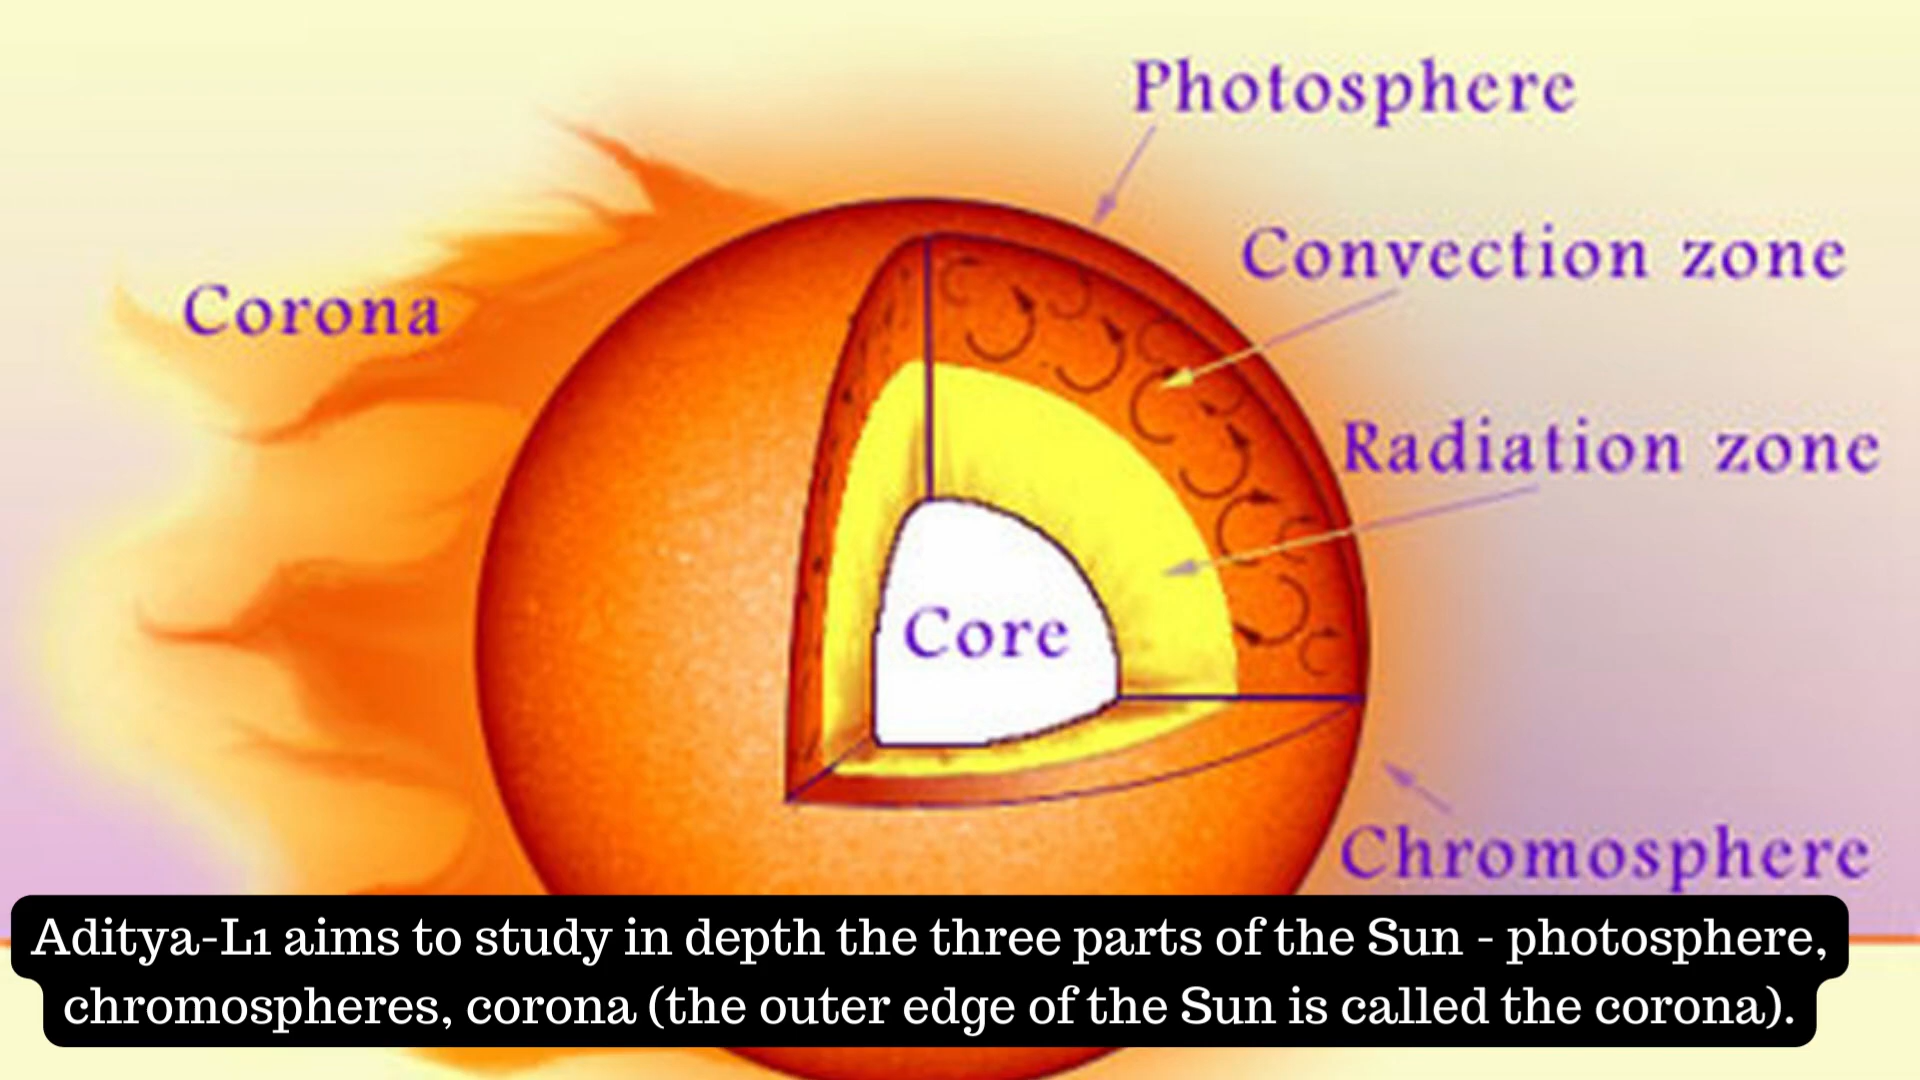 Photosphere
Convection zone
Corona
Radiation zone
Core
Chromosphere
Aditya-L1 aims to study in depth the three parts of the Sun - photosphere,
chromospheres, corona (the outer edge of the Sun is called the corona).